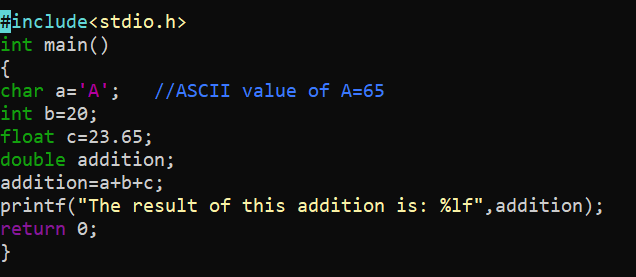 #include<stdio.h>
int main()
{
char a='A';   //ASCII value of A=65
int b=20;
float c=23.65;
double addition;
addition=a+b+c;
printf("The result of this addition is: %lf",addition);
return 0;
}